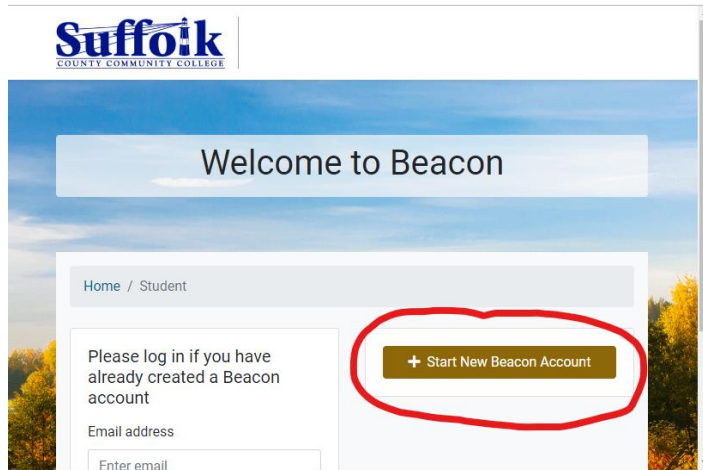 Suffolk
COUNTY COMMUNITY COLLEGE
Welcome to Beacon
Home / Student
Please log in if you have
already created a Beacon
account
Email address
Enter email
+ Start New Beacon Account